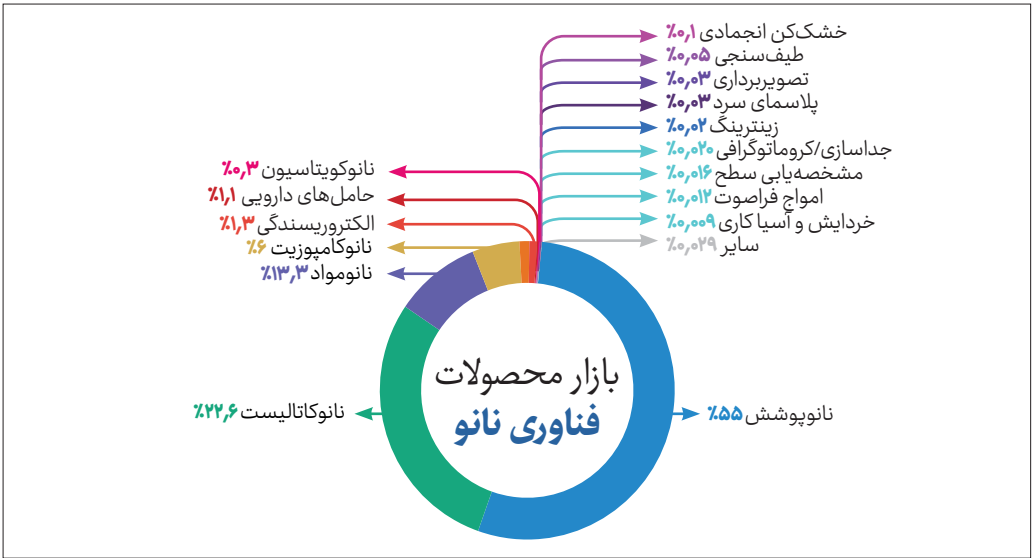 خشک‌کن انجمادی ٪۰٫۱
طیف‌سنجی ٪۰٫۰۵
تصویربرداری ٪۰٫۰۳
پلاسمای سرد ٪۰٫۰۳
زینترینگ ٪۰٫۰۲
جداسازی/کروماتوگرافی ٪۰٫۰۲۰
مشخصه‌یابی سطح ٪۰٫۰۱۶
امواج فراصوت ٪۰٫۰۱۲
خردایش و آسیا کاری ٪۰٫۰۰۹
سایر ٪۰٫۰۲۹
نانوکویتاسیون ٪۰٫۳
حامل‌های دارویی ٪۱٫۱
الکتروریسندگی ٪۱٫۳
نانوکامپوزیت ٪۶
نانومواد ٪۱۳٫۳
بازار محصولات
فناوری نانو
نانوپوشش ٪۵۵
نانوکاتالیست ٪۲۲٫۶